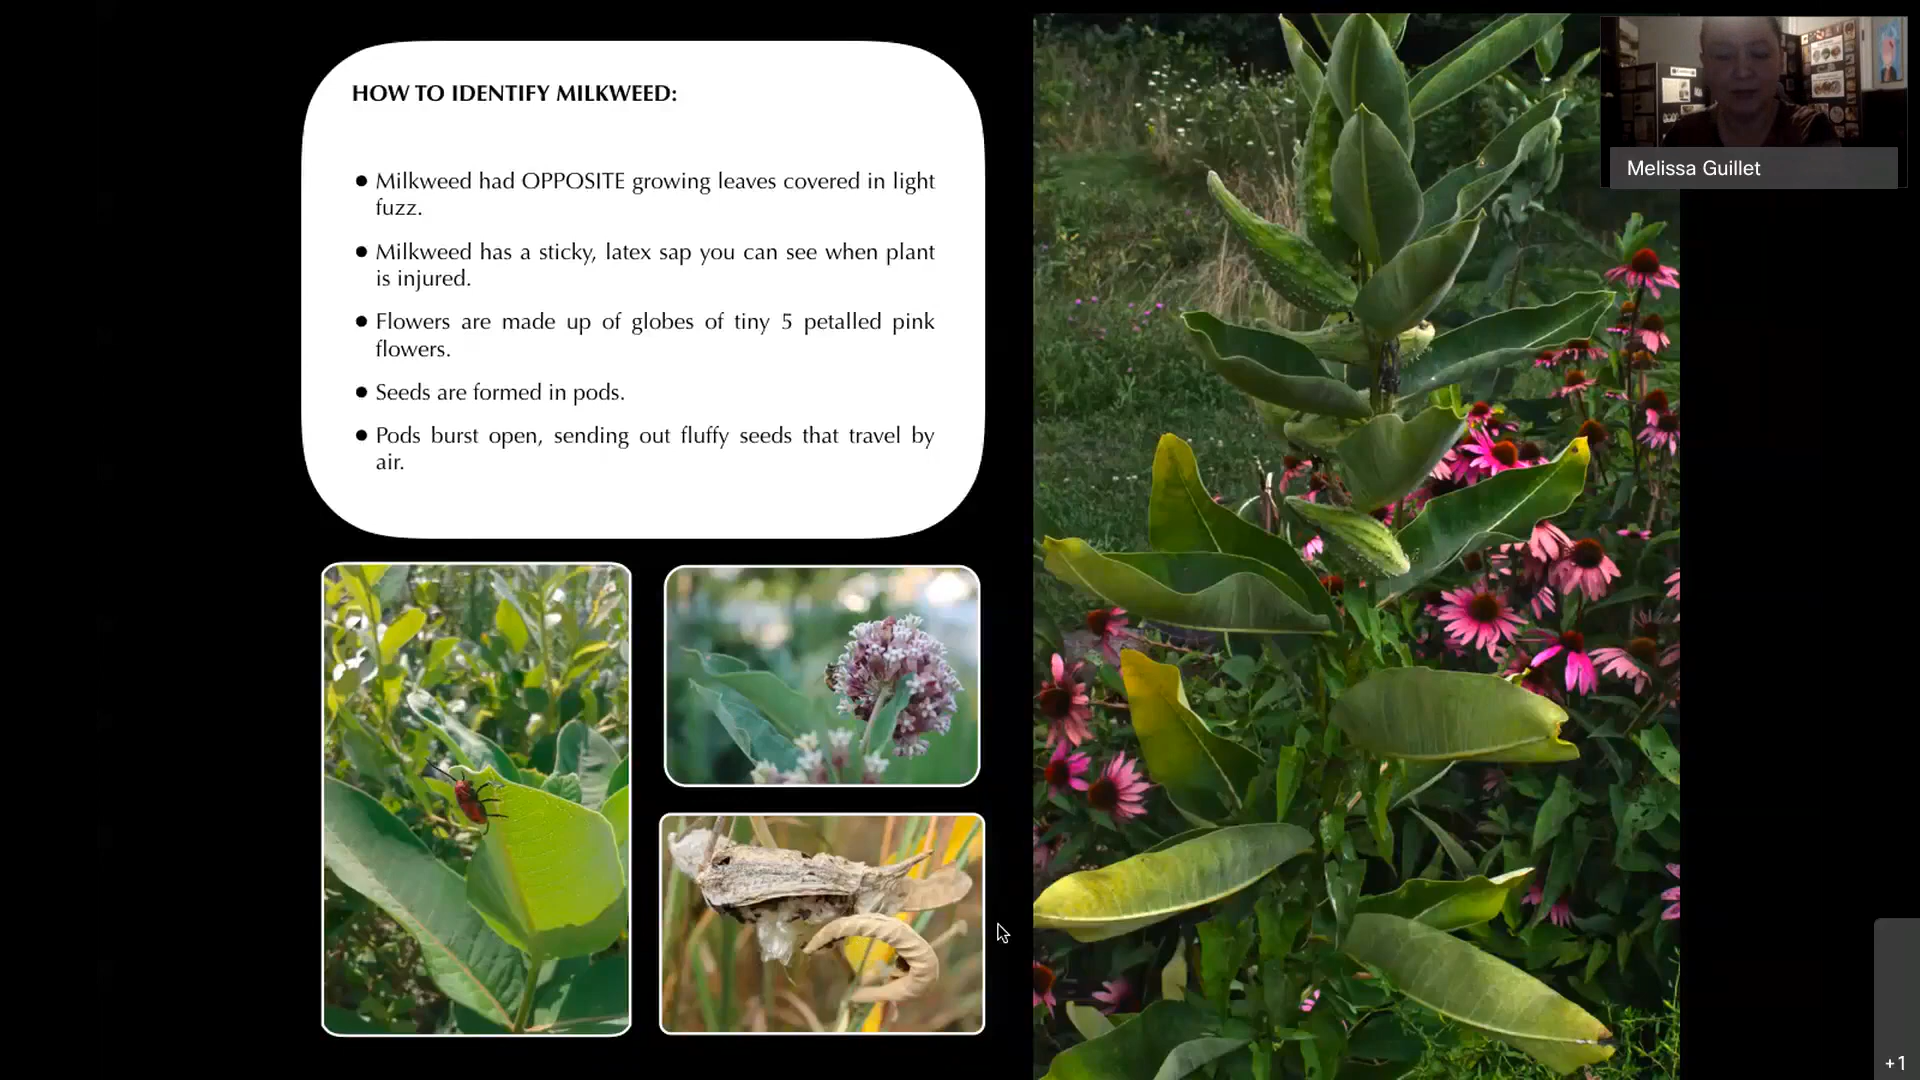 HOW TO IDENTIFY MILKWEED:
● Milkweed had OPPOSITE growing leaves covered in light
fuzz.
● Milkweed has a sticky, latex sap you can see when plant
is injured.
● Flowers are made up of globes of tiny 5 petalled pink
flowers.
● Seeds are formed in pods.
● Pods burst open, sending out fluffy seeds that travel by
air.
Melissa Guillet
+1